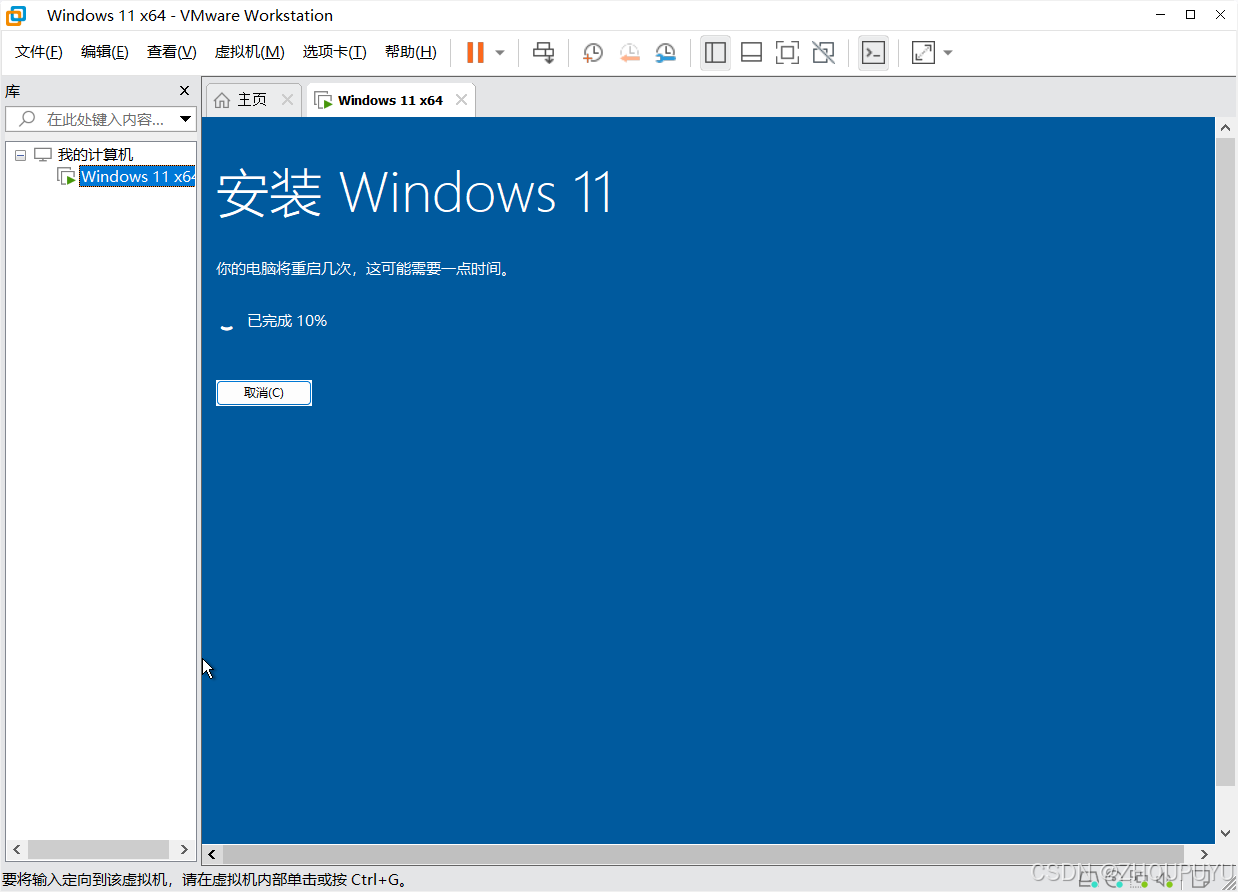 Windows 11 x64 - VMware Workstation
文件(F) 编辑(E) 查看(V) 虚拟机(M) 选项卡(T) 帮助(H)
库
在此处键入内容...
我的计算机
Windows 11 x64
主页
Windows 11 x64
安装 Windows 11
你的电脑将重启几次，这可能需要一点时间。
已完成 10%
取消(C)
要将输入定向到该虚拟机，请在虚拟机内部单击或按 Ctrl+G。
CSDN @ZHOUPUYU